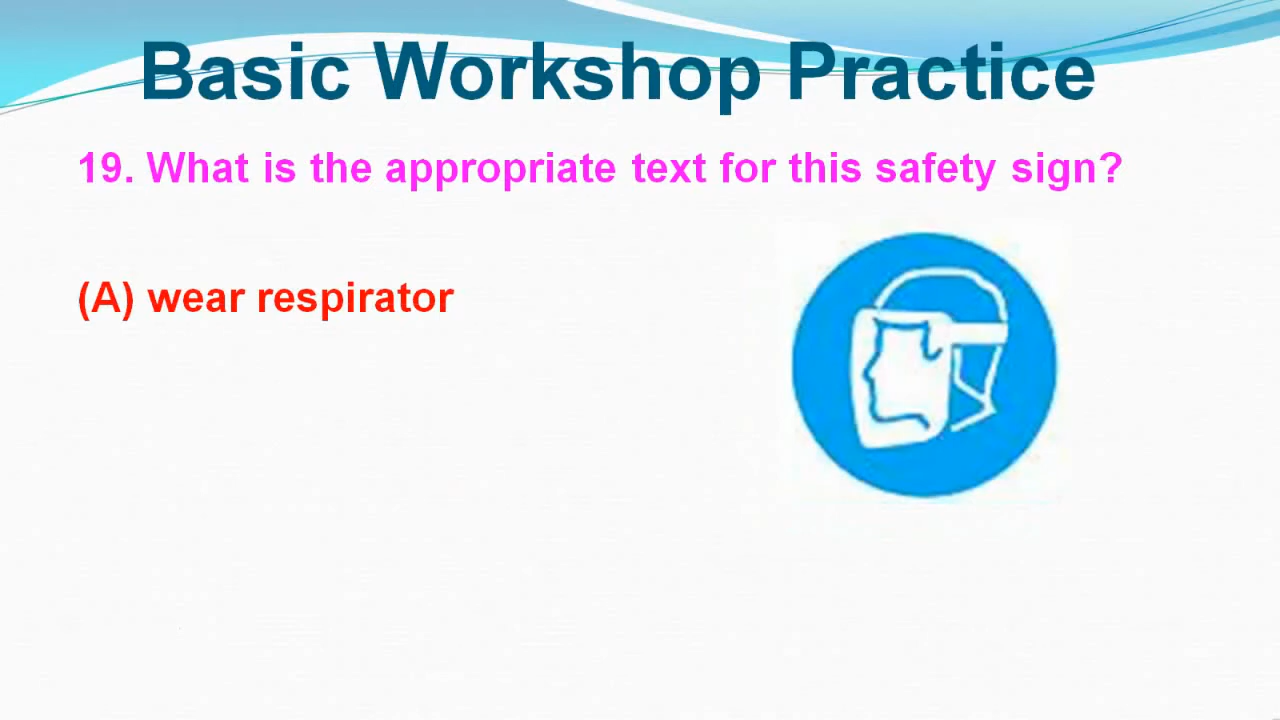 Basic Workshop Practice
19. What is the appropriate text for this safety sign?
(A) wear respirator